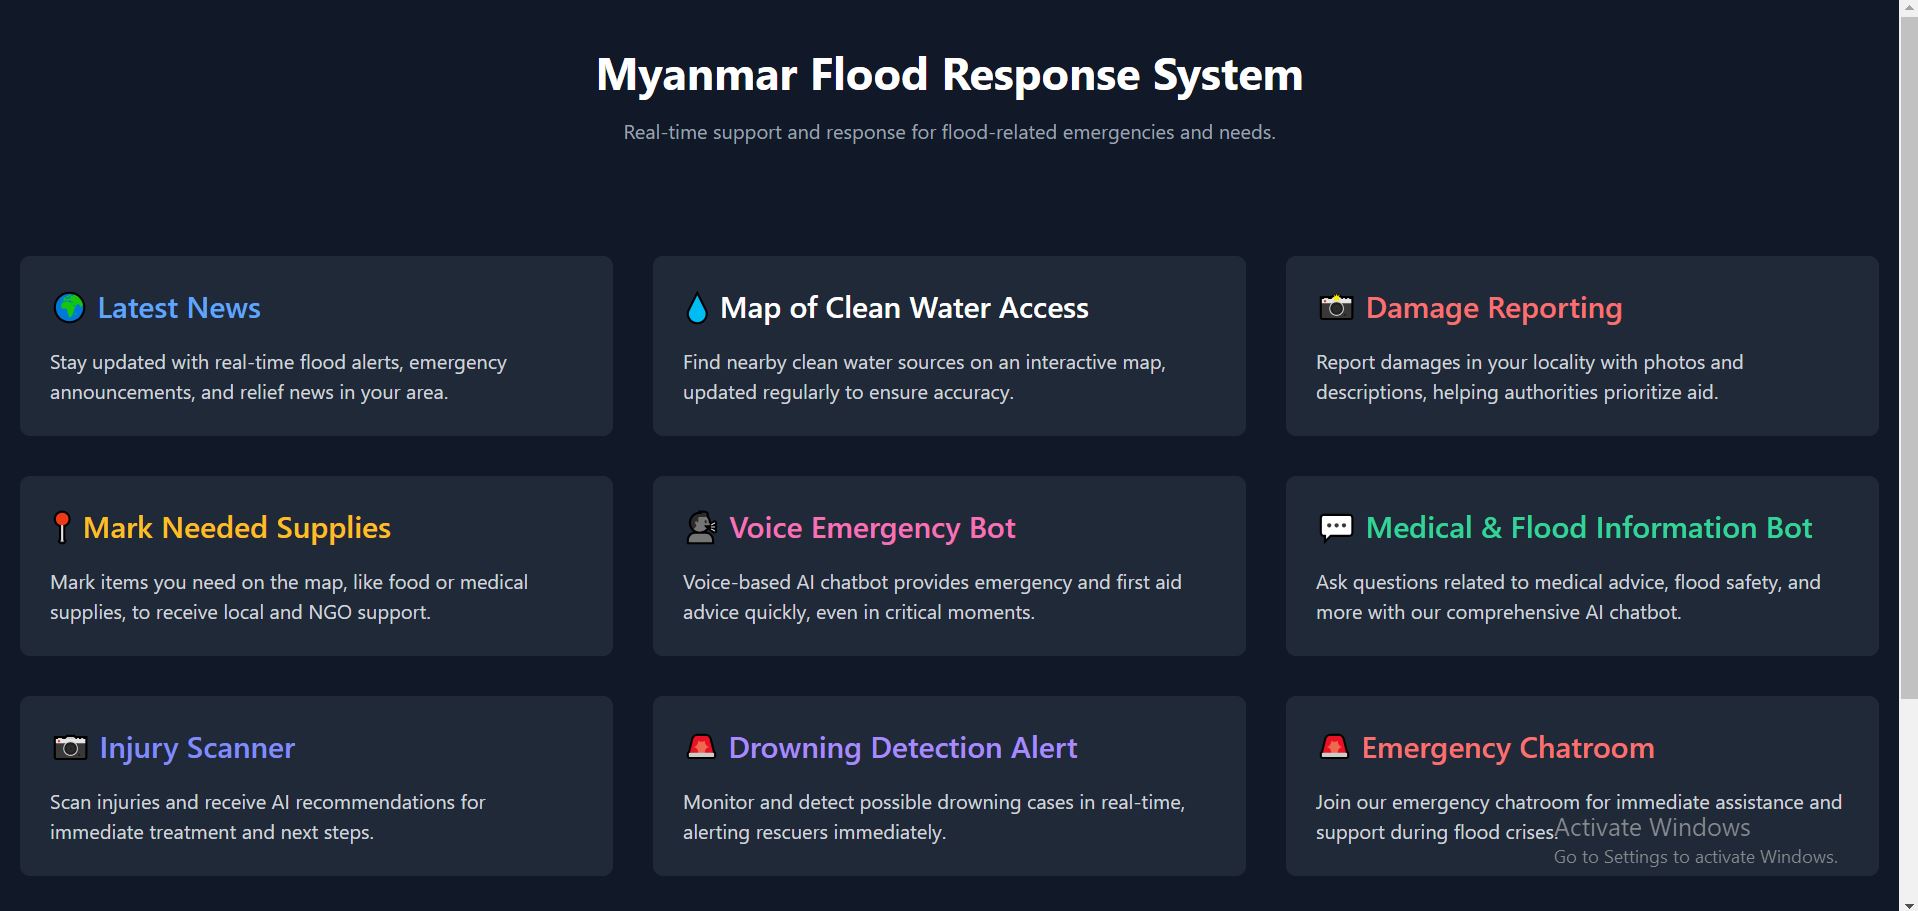 Myanmar Flood Response System
Real-time support and response for flood-related emergencies and needs.
Latest News
Stay updated with real-time flood alerts, emergency
announcements, and relief news in your area.
Map of Clean Water Access
Find nearby clean water sources on an interactive map,
updated regularly to ensure accuracy.
Damage Reporting
Report damages in your locality with photos and
descriptions, helping authorities prioritize aid.
Mark Needed Supplies
Mark items you need on the map, like food or medical
supplies, to receive local and NGO support.
Voice Emergency Bot
Voice-based AI chatbot provides emergency and first aid
advice quickly, even in critical moments.
Medical & Flood Information Bot
Ask questions related to medical advice, flood safety, and
more with our comprehensive AI chatbot.
Injury Scanner
Scan injuries and receive AI recommendations for
immediate treatment and next steps.
Drowning Detection Alert
Monitor and detect possible drowning cases in real-time,
alerting rescuers immediately.
Emergency Chatroom
Join our emergency chatroom for immediate assistance and
support during flood crises.
Activate Windows
Go to Settings to activate Windows.